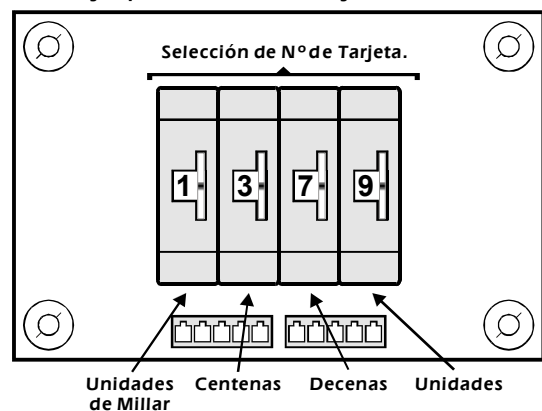 Selección de Nº de Tarjeta.
1 3 7 9
Unidades de Millar
Centenas
Decenas
Unidades